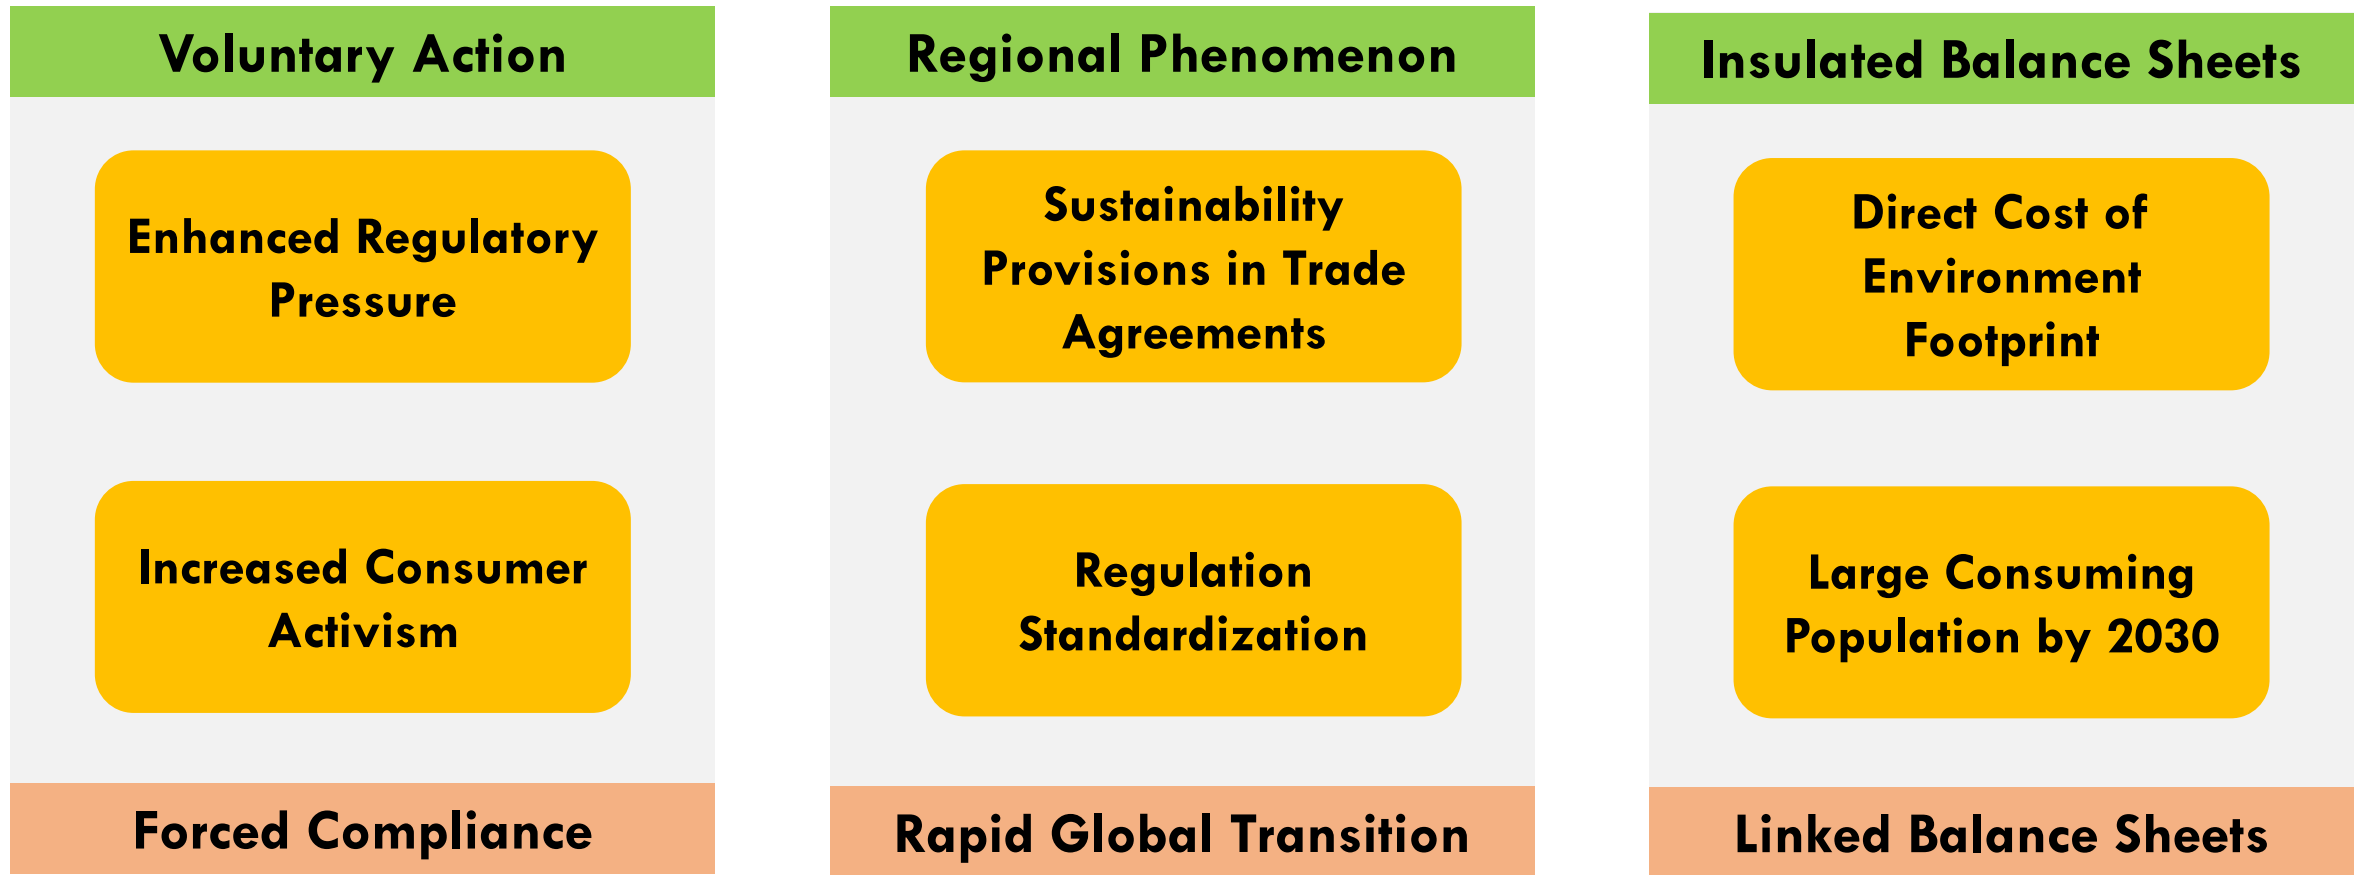 Voluntary Action
Enhanced Regulatory
Pressure
Increased Consumer
Activism
Forced Compliance
Regional Phenomenon
Sustainability
Provisions in Trade
Agreements
Regulation
Standardization
Rapid Global Transition
Insulated Balance Sheets
Direct Cost of
Environment
Footprint
Large Consuming
Population by 2030
Linked Balance Sheets